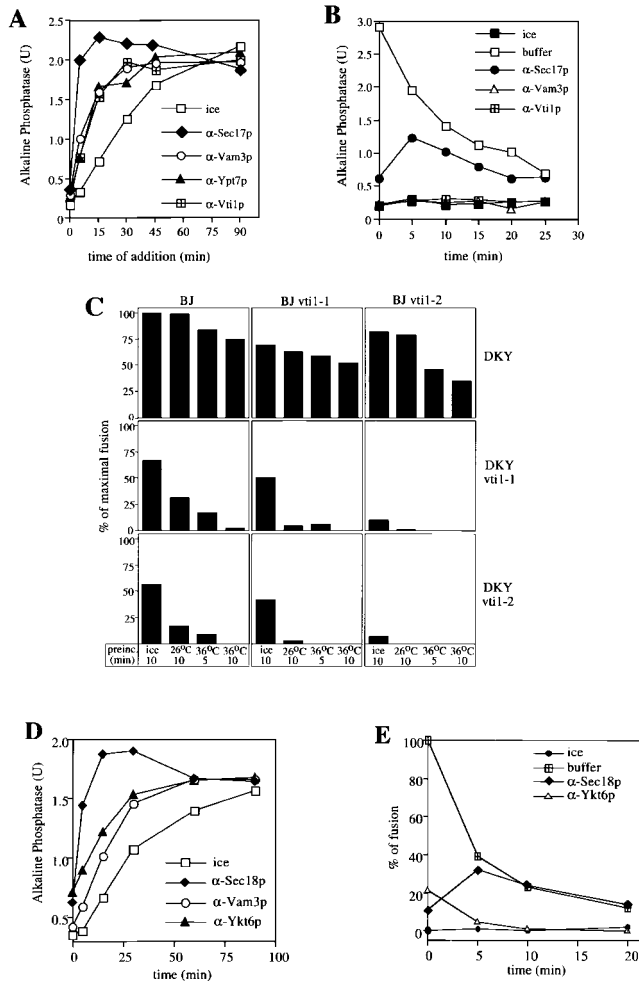 A
Alkaline Phosphatase (U)
2.5
2.0
1.5
1.0
0.5
0
0 15 30 45 60 75 90
time of addition (min)
ice
α-Sec17p
α-Vam3p
α-Ypt7p
α-Vti1p
B
Alkaline Phosphatase (U)
3.0
2.5
2.0
1.5
1.0
0.5
0.0
0 5 10 15 20 25 30
time (min)
ice
buffer
α-Sec17p
α-Vam3p
α-Vti1p
C
BJ BJ vti1-1 BJ vti1-2
% of maximal fusion
100
75
50
25
0
DKY
100
75
50
25
0
DKY
vti1-1
100
75
50
25
DKY
vti1-2
preinc. ice 26°C 36°C 36°C ice 26°C 36°C 36°C ice 26°C 36°C 36°C
(min) 10 10 5 10 10 10 5 10 10 10 5 10
D
Alkaline Phosphatase (U)
2.0
1.5
1.0
0.5
0 25 50 75 100
time (min)
ice
α-Sec18p
α-Vam3p
α-Ykt6p
E
% of fusion
100
80
60
40
20
0
0 5 10 15 20
time (min)
ice
buffer
α-Sec18p
α-Ykt6p